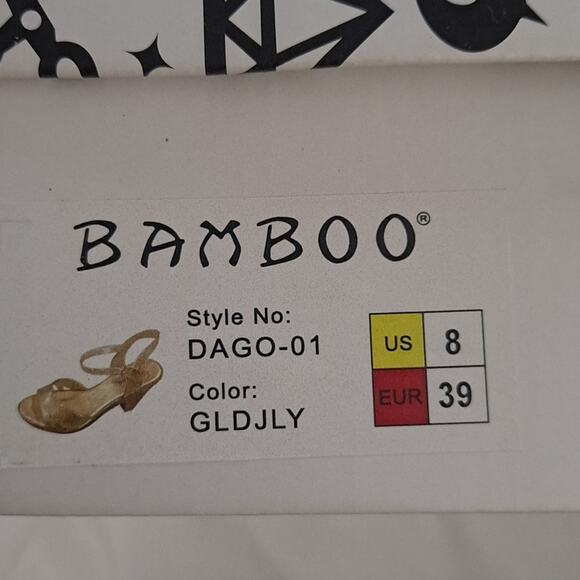 BAMBOO®
Style No:
DAGO-01
Color:
GLDJLY
US 8
EUR 39